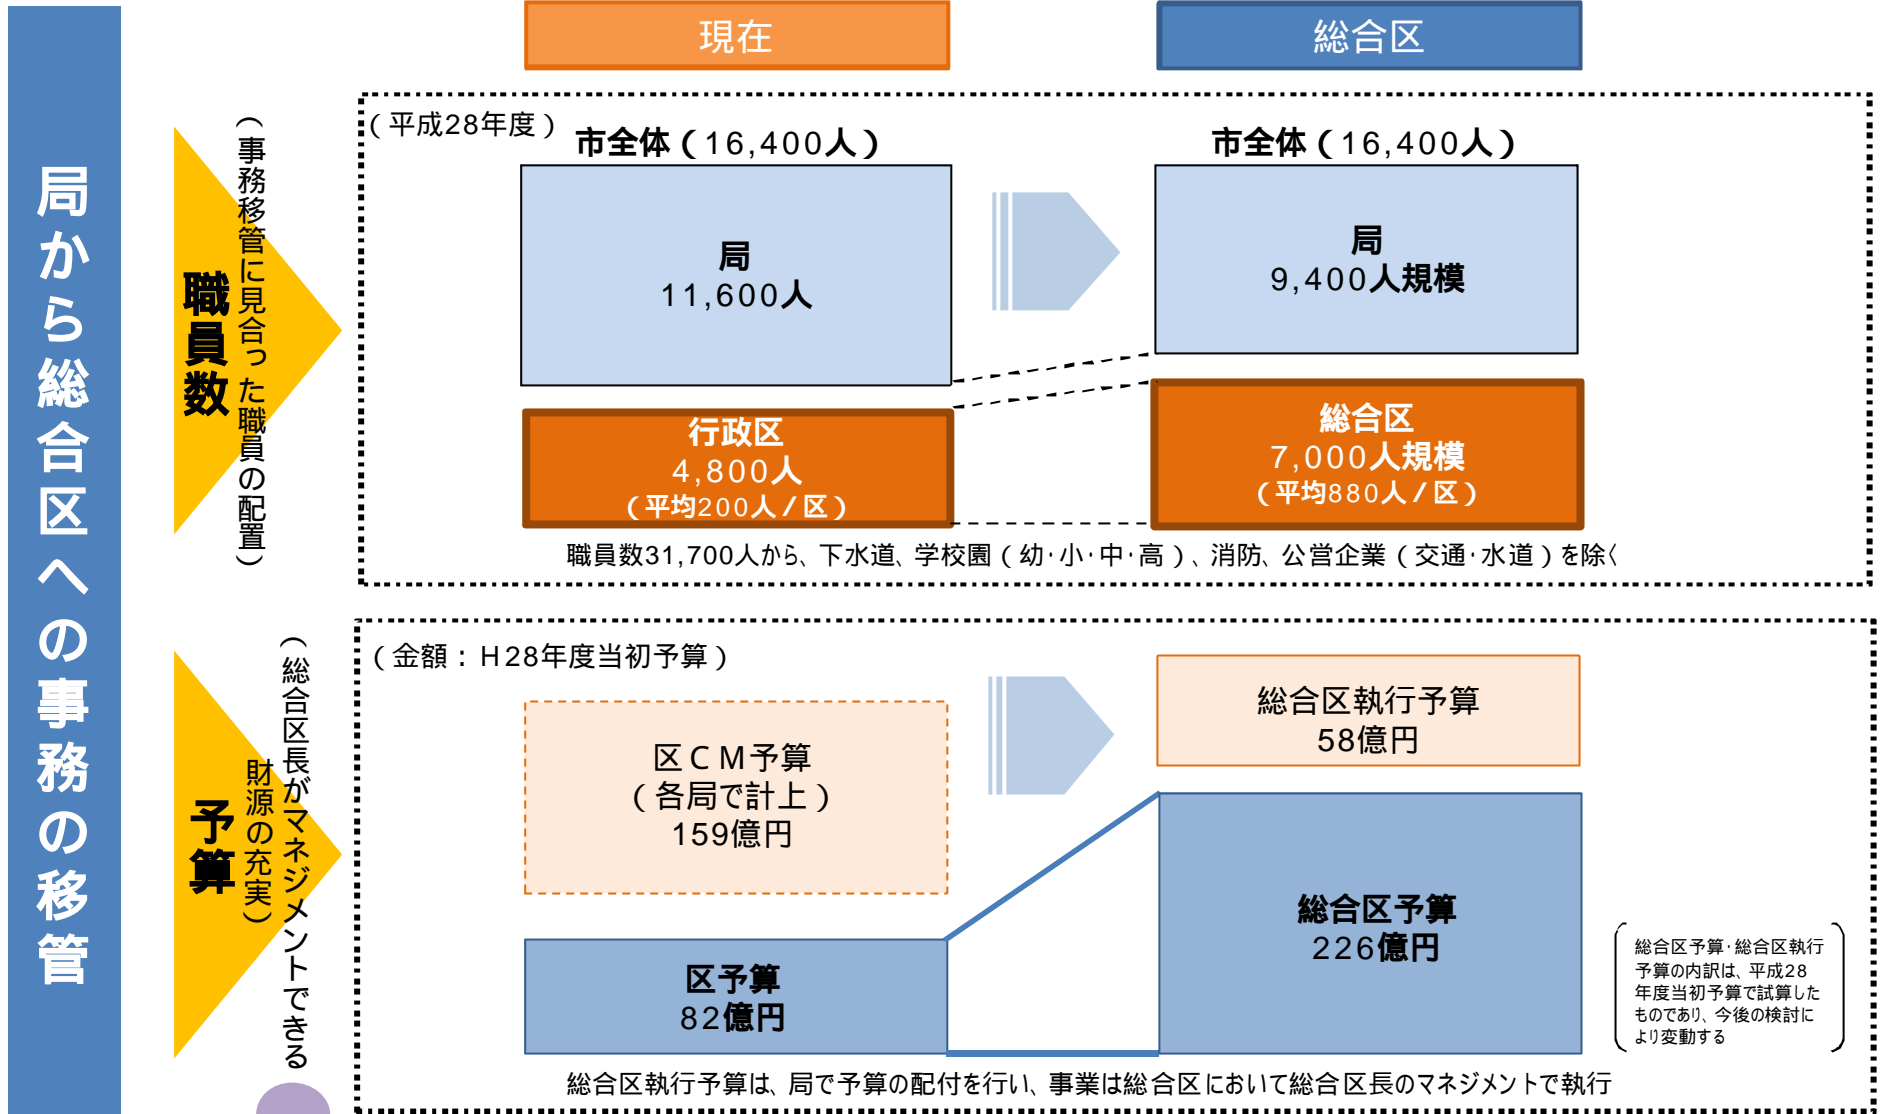 現在
総合区
局から総合区への事務の移管
職員数
(事務移管に見合った職員の配置)
(平成28年度)
市全体(16,400人)
市全体(16,400人)
局
11,600人
局
9,400人規模
行政区
4,800人
(平均200人/区)
総合区
7,000人規模
(平均880人/区)
職員数31,700人から、下水道、学校園(幼・小・中・高)、消防、公営企業(交通・水道)を除く
予算
(総合区長がマネジメントできる
財源の充実)
(金額:H28年度当初予算)
区CM予算
(各局で計上)
159億円
総合区執行予算
58億円
区予算
82億円
総合区予算
226億円
総合区予算・総合区執行
予算の内訳は、平成28
年度当初予算で試算した
ものであり、今後の検討に
より変動する
総合区執行予算は、局で予算の配付を行い、事業は総合区において総合区長のマネジメントで執行